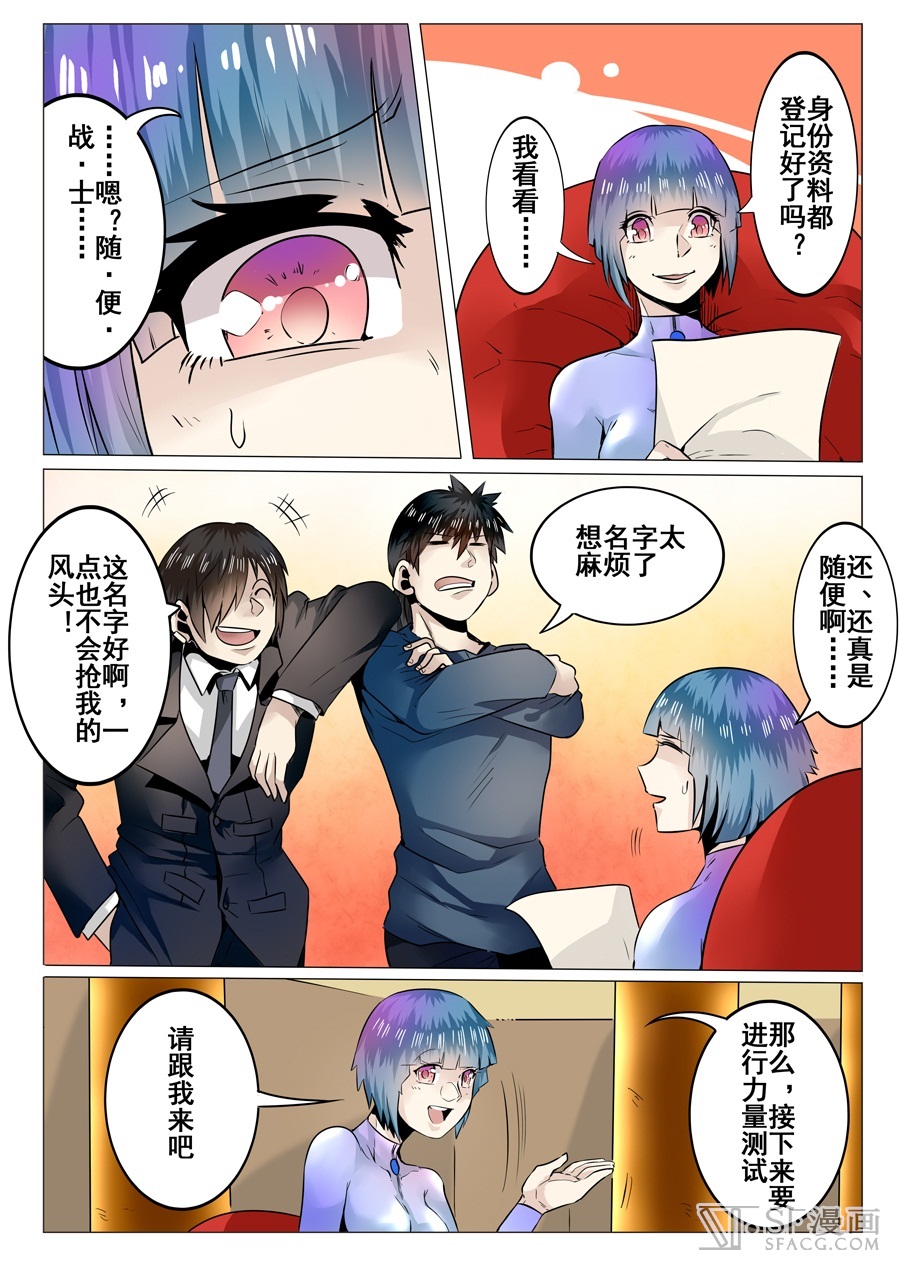 身份资料都
登记好了吗？
我看看……
……嗯？随·便·
战·士……
还、还真是
随便啊……
想名字太
麻烦了
这名字好啊，一
点也不会抢我的
风头！
那么，接下来要
进行力量测试
请跟我来吧
漫画
SFACG.COM